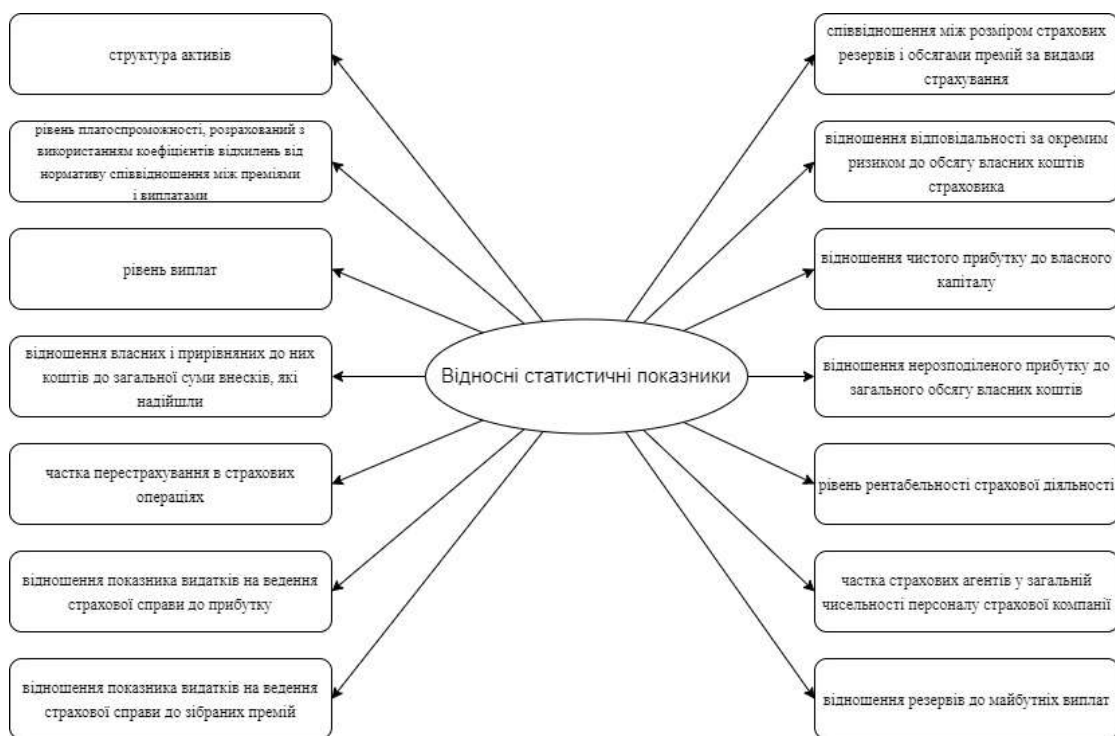 структура активів
рівень платоспроможності, розрахований з
використанням коефіцієнтів відхилень від
нормативу співвідношення між преміями
і виплатами
рівень виплат
відношення власних і прирівняних до них
коштів до загальної суми внесків, які
надійшли
частка перестрахування в страхових
операціях
відношення показника видатків на ведення
страхової справи до прибутку
відношення показника видатків на ведення
страхової справи до зібраних премій
Відносні статистичні показники
співвідношення між розміром страхових
резервів і обсягами премій за видами
страхування
відношення відповідальності за окремим
ризиком до обсягу власних коштів
страховика
відношення чистого прибутку до власного
капіталу
відношення нерозподіленого прибутку до
загального обсягу власних коштів
рівень рентабельності страхової діяльності
частка страхових агентів у загальній
чисельності персоналу страхової компанії
відношення резервів до майбутніх виплат